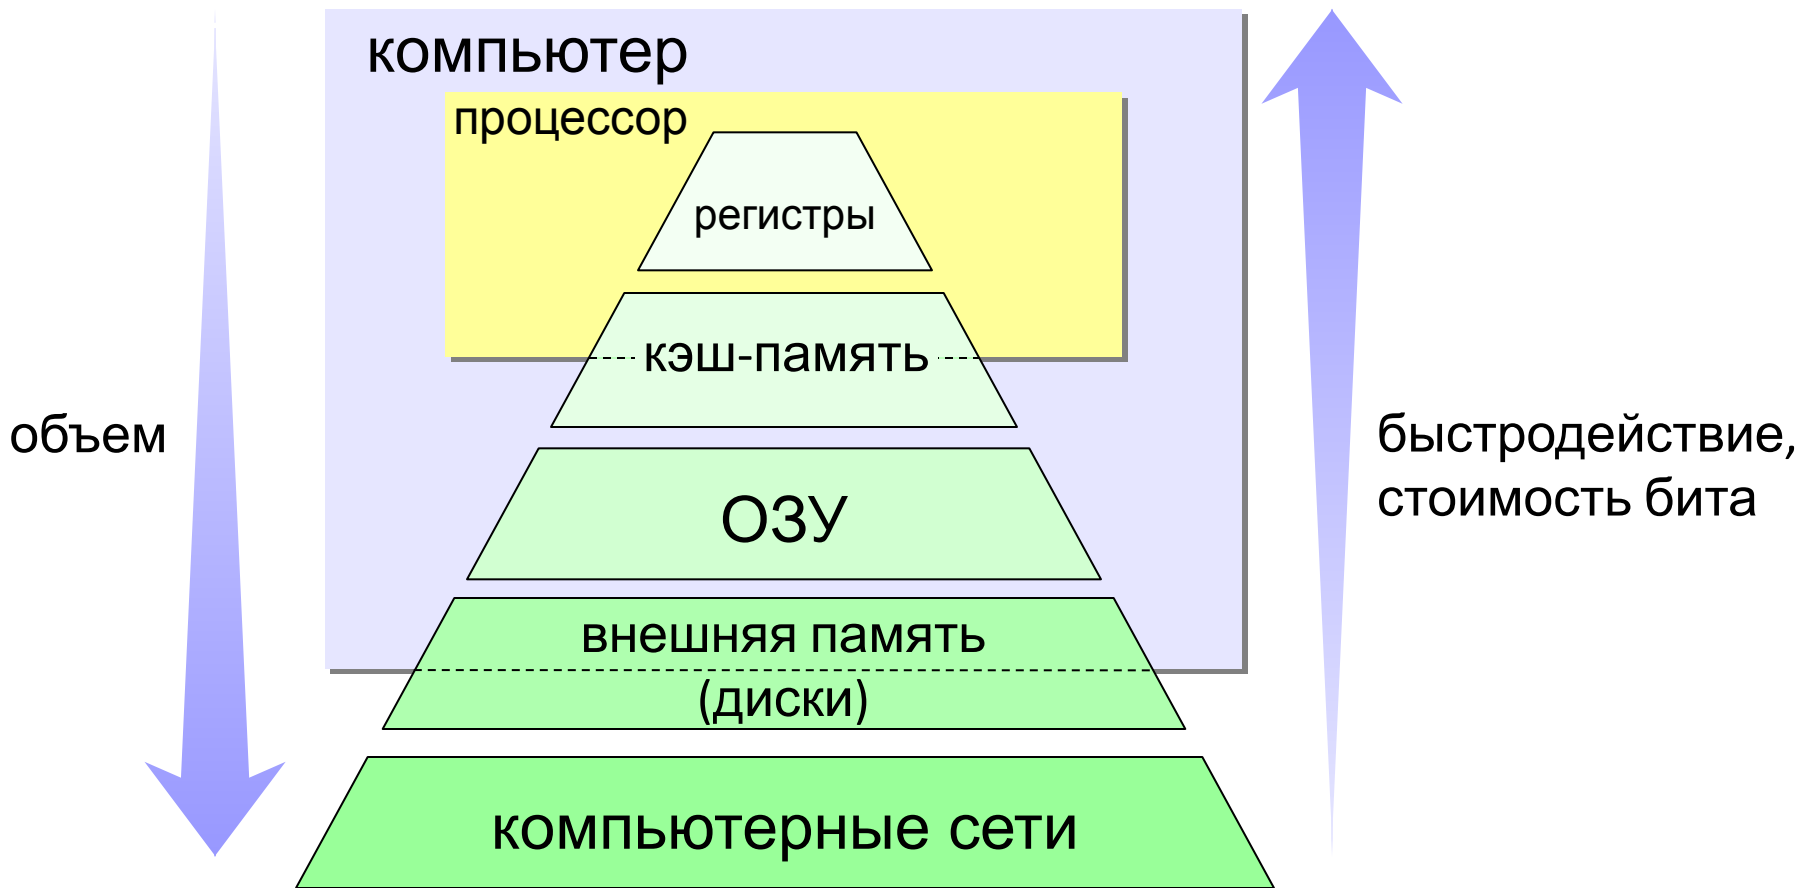 компьютер
процессор
регистры
кэш-память
объем
быстродействие,
стоимость бита
ОЗУ
внешняя память
(диски)
компьютерные сети